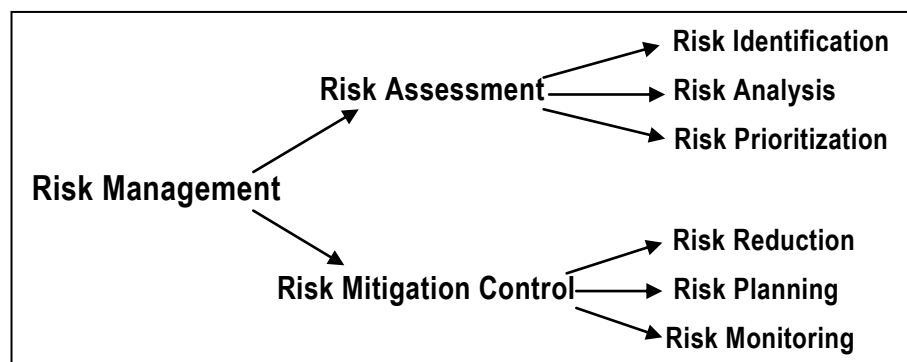 Risk Identification
Risk Assessment
Risk Analysis
Risk Prioritization
Risk Management
Risk Reduction
Risk Mitigation Control
Risk Planning
Risk Monitoring